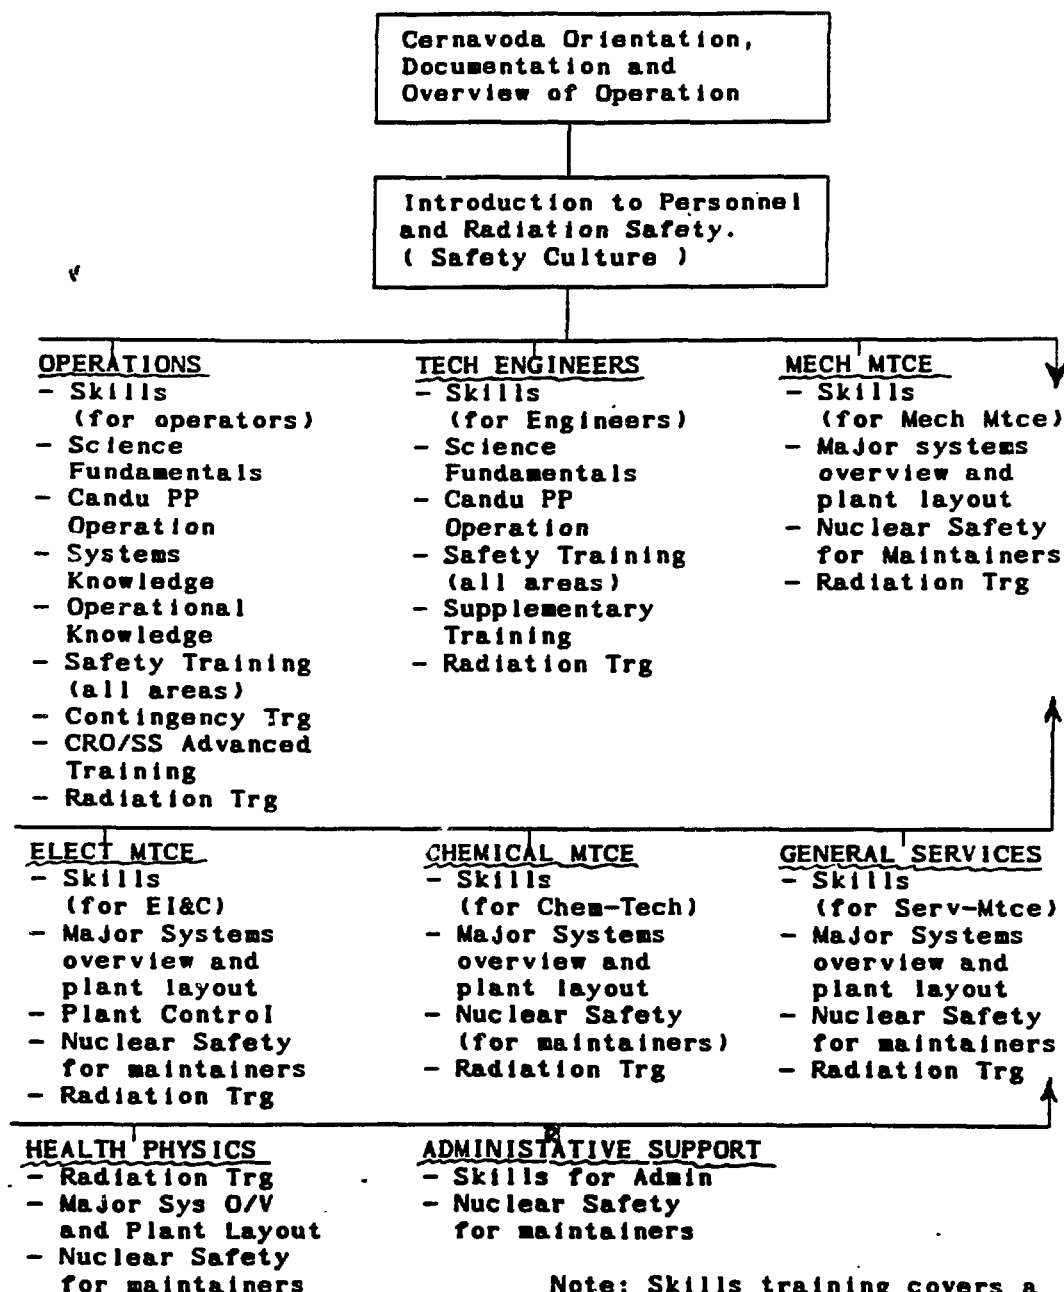 Cernavoda Orientation,
Documentation and
Overview of Operation
Introduction to Personnel
and Radiation Safety.
( Safety Culture )
OPERATIONS
- Skills
(for operators)
- Science
Fundamentals
- Candu PP
Operation
- Systems
Knowledge
- Operational
Knowledge
- Safety Training
(all areas)
- Contingency Trg
- CRO/SS Advanced
Training
- Radiation Trg
TECH ENGINEERS
- Skills
(for Engineers)
- Science
Fundamentals
- Candu PP
Operation
- Safety Training
(all areas)
- Supplementary
Training
- Radiation Trg
MECH MTCE
- Skills
(for Mech Mtce)
- Major systems
overview and
plant layout
- Nuclear Safety
for Maintainers
- Radiation Trg
ELECT MTCE
- Skills
(for EI&C)
- Major Systems
overview and
plant layout
- Plant Control
- Nuclear Safety
for maintainers
- Radiation Trg
CHEMICAL MTCE
- Skills
(for Chem-Tech)
- Major Systems
overview and
plant layout
- Nuclear Safety
(for maintainers)
- Radiation Trg
GENERAL SERVICES
- Skills
(for Serv-Mtce)
- Major Systems
overview and
plant layout
- Nuclear Safety
for maintainers
- Radiation Trg
HEALTH PHYSICS
- Radiation Trg
- Major Sys O/V
and Plant Layout
- Nuclear Safety
for maintainers
ADMINISTRATIVE SUPPORT
- Skills for Admin
- Nuclear Safety
for maintainers
Note: Skills training covers a